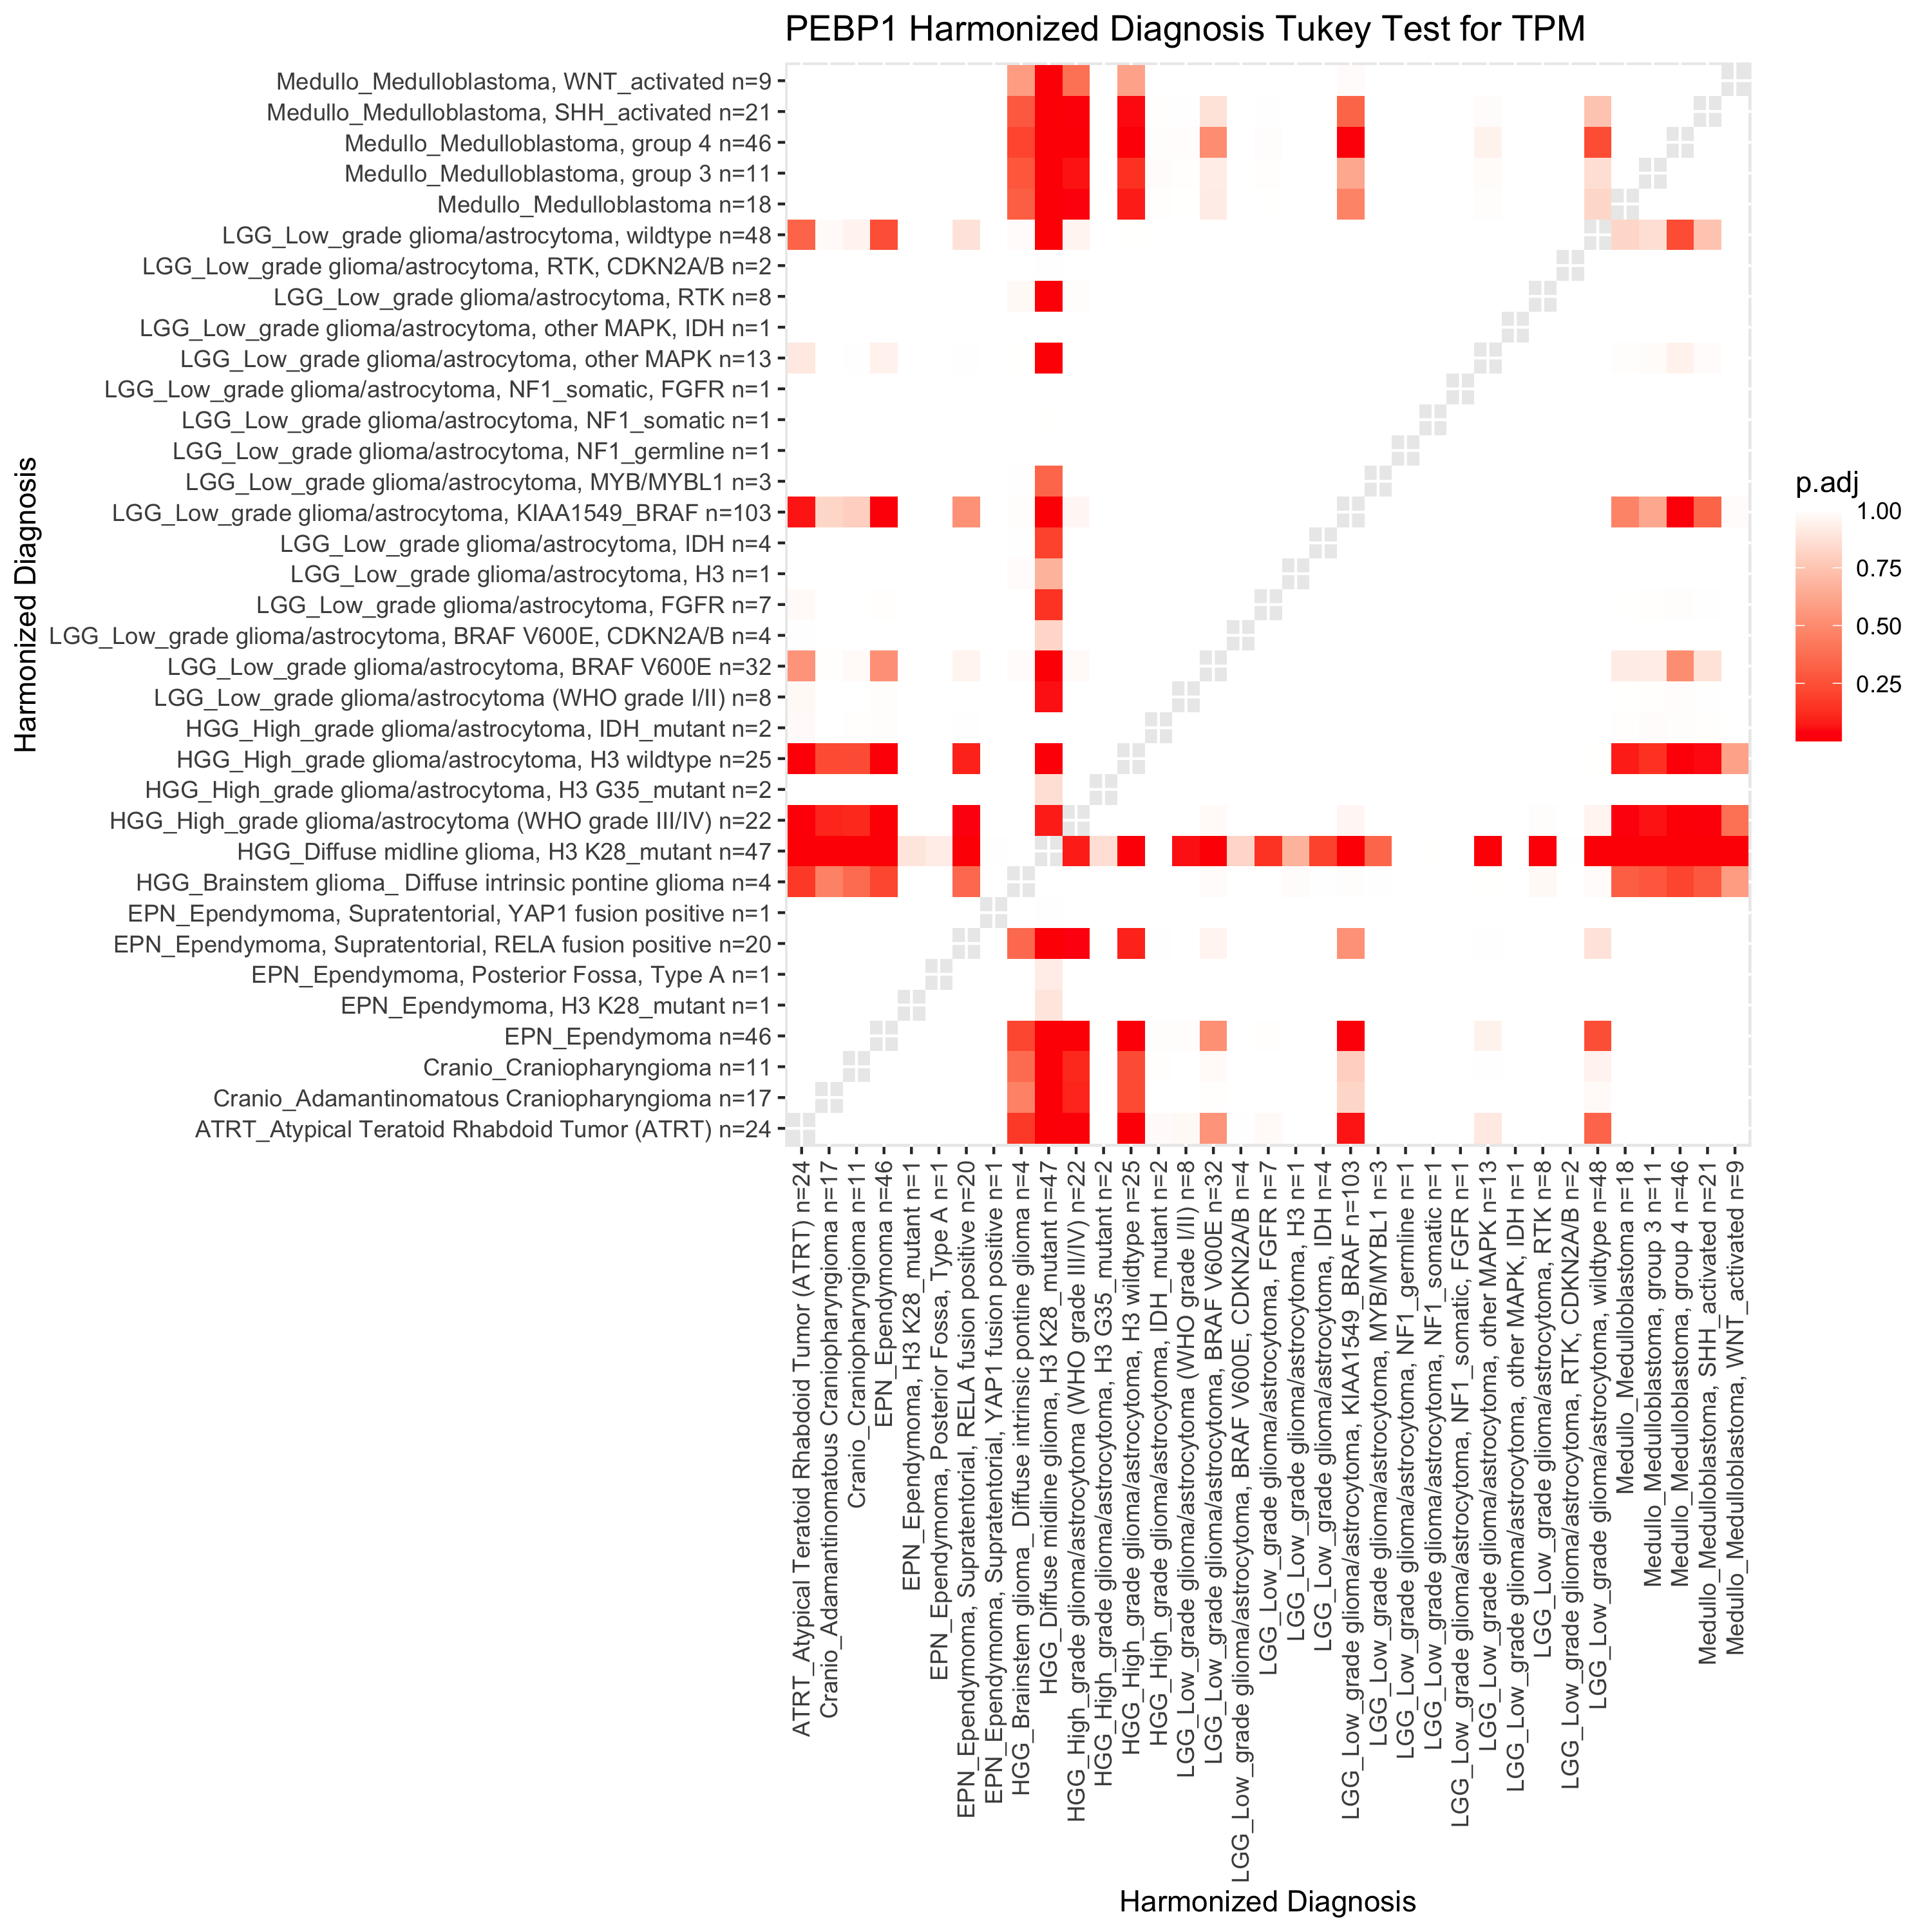 PEBP1 Harmonized Diagnosis Tukey Test for TPM
Harmonized Diagnosis
Medullo_Medulloblastoma, WNT_activated n=9
Medullo_Medulloblastoma, SHH_activated n=21
Medullo_Medulloblastoma, group 4 n=46
Medullo_Medulloblastoma, group 3 n=11
Medullo_Medulloblastoma n=18
LGG_Low_grade glioma/astrocytoma, wildtype n=48
LGG_Low_grade glioma/astrocytoma, RTK, CDKN2A/B n=2
LGG_Low_grade glioma/astrocytoma, RTK n=8
LGG_Low_grade glioma/astrocytoma, other MAPK, IDH n=1
LGG_Low_grade glioma/astrocytoma, other MAPK n=13
LGG_Low_grade glioma/astrocytoma, NF1_somatic, FGFR n=1
LGG_Low_grade glioma/astrocytoma, NF1_somatic n=1
LGG_Low_grade glioma/astrocytoma, NF1_germline n=1
LGG_Low_grade glioma/astrocytoma, MYB/MYBL1 n=3
LGG_Low_grade glioma/astrocytoma, KIAA1549_BRAF n=103
LGG_Low_grade glioma/astrocytoma, IDH n=4
LGG_Low_grade glioma/astrocytoma, H3 n=1
LGG_Low_grade glioma/astrocytoma, FGFR n=7
LGG_Low_grade glioma/astrocytoma, BRAF V600E, CDKN2A/B n=4
LGG_Low_grade glioma/astrocytoma, BRAF V600E n=32
LGG_Low_grade glioma/astrocytoma (WHO grade I/II) n=8
HGG_High_grade glioma/astrocytoma, IDH_mutant n=2
HGG_High_grade glioma/astrocytoma, H3 wildtype n=25
HGG_High_grade glioma/astrocytoma, H3 G35_mutant n=2
HGG_High_grade glioma/astrocytoma (WHO grade III/IV) n=22
HGG_Diffuse midline glioma, H3 K28_mutant n=47
HGG_Brainstem glioma_ Diffuse intrinsic pontine glioma n=4
EPN_Ependymoma, Supratentorial, YAP1 fusion positive n=1
EPN_Ependymoma, Supratentorial, RELA fusion positive n=20
EPN_Ependymoma, Posterior Fossa, Type A n=1
EPN_Ependymoma, H3 K28_mutant n=1
EPN_Ependymoma n=46
Cranio_Craniopharyngioma n=11
Cranio_Adamantinomatous Craniopharyngioma n=17
ATRT_Atypical Teratoid Rhabdoid Tumor (ATRT) n=24
ATRT_Atypical Teratoid Rhabdoid Tumor (ATRT) n=24
Cranio_Adamantinomatous Craniopharyngioma n=17
Cranio_Craniopharyngioma n=11
EPN_Ependymoma n=46
EPN_Ependymoma, H3 K28_mutant n=1
EPN_Ependymoma, Posterior Fossa, Type A n=1
EPN_Ependymoma, Supratentorial, RELA fusion positive n=20
EPN_Ependymoma, Supratentorial, YAP1 fusion positive n=1
HGG_Brainstem glioma_ Diffuse intrinsic pontine glioma n=4
HGG_Diffuse midline glioma, H3 K28_mutant n=47
HGG_High_grade glioma/astrocytoma (WHO grade III/IV) n=22
HGG_High_grade glioma/astrocytoma, H3 G35_mutant n=2
HGG_High_grade glioma/astrocytoma, H3 wildtype n=25
HGG_High_grade glioma/astrocytoma, IDH_mutant n=2
LGG_Low_grade glioma/astrocytoma (WHO grade I/II) n=8
LGG_Low_grade glioma/astrocytoma, BRAF V600E n=32
LGG_Low_grade glioma/astrocytoma, BRAF V600E, CDKN2A/B n=4
LGG_Low_grade glioma/astrocytoma, FGFR n=7
LGG_Low_grade glioma/astrocytoma, H3 n=1
LGG_Low_grade glioma/astrocytoma, IDH n=4
LGG_Low_grade glioma/astrocytoma, KIAA1549_BRAF n=103
LGG_Low_grade glioma/astrocytoma, MYB/MYBL1 n=3
LGG_Low_grade glioma/astrocytoma, NF1_germline n=1
LGG_Low_grade glioma/astrocytoma, NF1_somatic n=1
LGG_Low_grade glioma/astrocytoma, NF1_somatic, FGFR n=1
LGG_Low_grade glioma/astrocytoma, other MAPK n=13
LGG_Low_grade glioma/astrocytoma, other MAPK, IDH n=1
LGG_Low_grade glioma/astrocytoma, RTK n=8
LGG_Low_grade glioma/astrocytoma, RTK, CDKN2A/B n=2
LGG_Low_grade glioma/astrocytoma, wildtype n=48
Medullo_Medulloblastoma n=18
Medullo_Medulloblastoma, group 3 n=11
Medullo_Medulloblastoma, group 4 n=46
Medullo_Medulloblastoma, SHH_activated n=21
Medullo_Medulloblastoma, WNT_activated n=9
Harmonized Diagnosis
p.adj
1.00
0.75
0.50
0.25